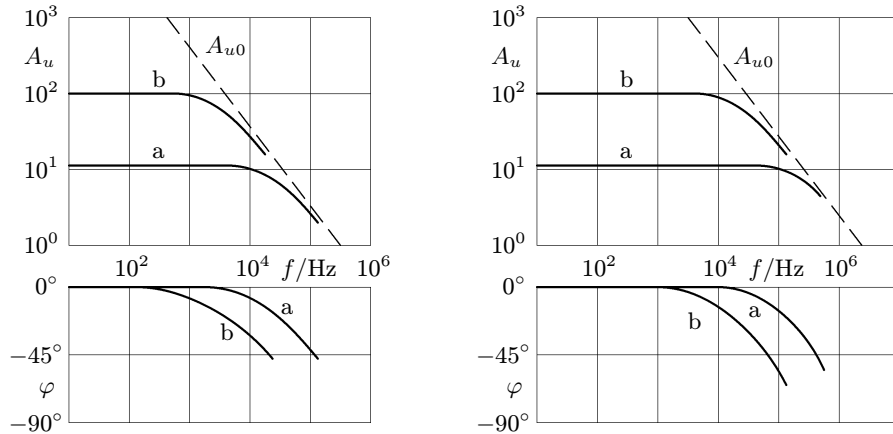 10³
A_u
A_u0
b
10²
a
10¹
10⁰
10² 10⁴ f/Hz 10⁶
0°
a
b
−45°
φ
−90°
10³
A_u
A_u0
b
10²
a
10¹
10⁰
10² 10⁴ f/Hz 10⁶
0°
a
b
−45°
φ
−90°